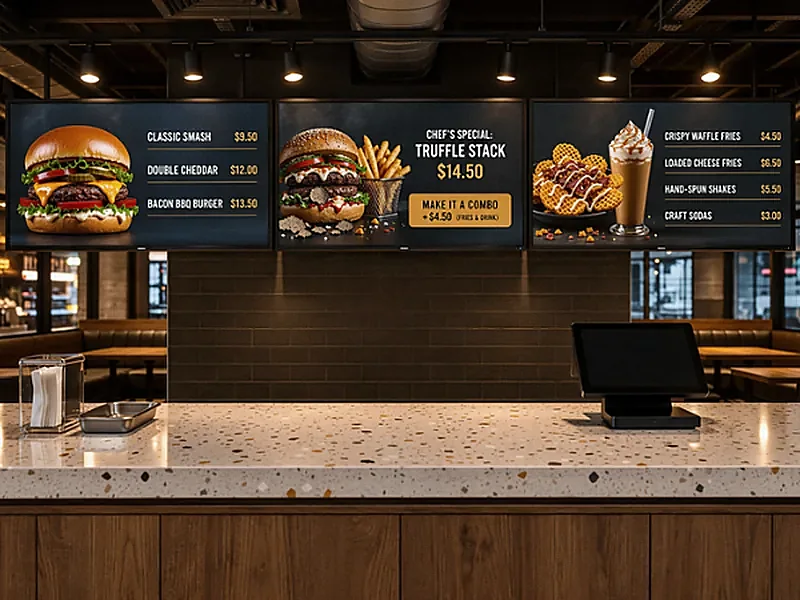 CLASSIC SMASH $9.50
DOUBLE CHEDDAR $12.00
BACON BBQ BURGER $13.50
CHEF'S SPECIAL:
TRUFFLE STACK
$14.50
MAKE IT A COMBO
+ $4.50 (FRIES & DRINK)
CRISPY WAFFLE FRIES $4.50
LOADED CHEESE FRIES $6.50
HAND-SPUN SHAKES $5.50
CRAFT SODAS $3.00